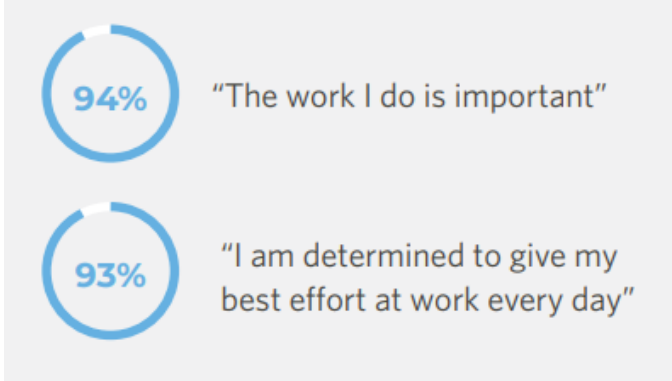 94%
“The work I do is important”
93%
“I am determined to give my
best effort at work every day”